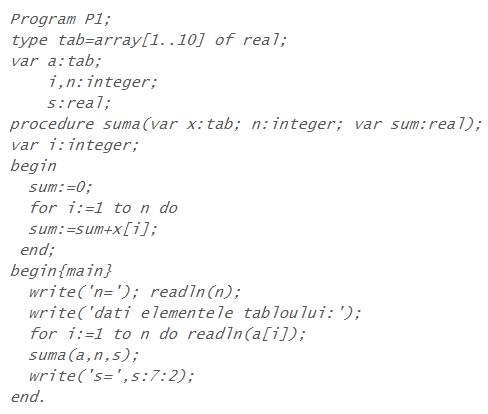 Program P1;
type tab=array[1..10] of real;
var a:tab;
    i,n:integer;
    s:real;
procedure suma(var x:tab; n:integer; var sum:real);
var i:integer;
begin
  sum:=0;
  for i:=1 to n do
  sum:=sum+x[i];
 end;
begin{main}
  write('n='); readln(n);
  write('dati elementele tabloului:');
  for i:=1 to n do readln(a[i]);
  suma(a,n,s);
  write('s=',s:7:2);
end.